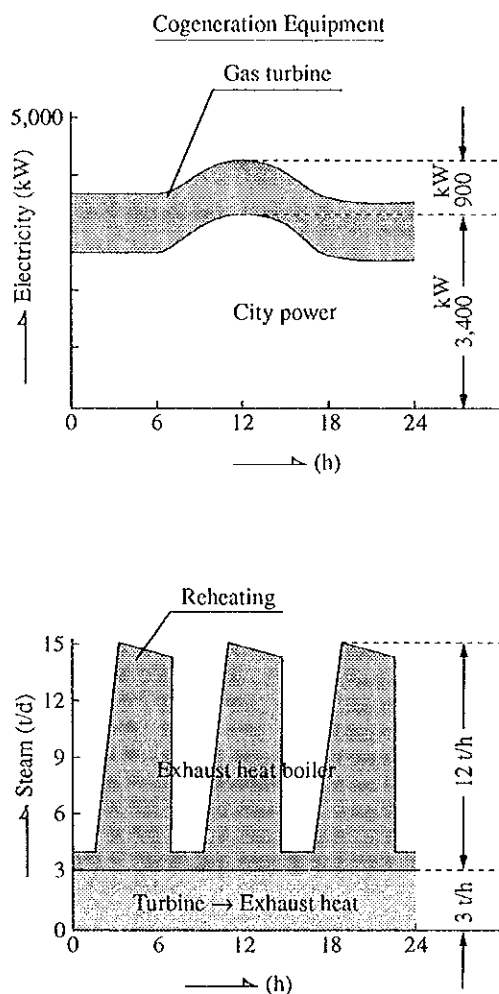 Cogeneration Equipment
Gas turbine
5,000
Electricity (kW)
900 kW
3,400 kW
City power
0 6 12 18 24
(h)
Reheating
15
14
9
6
3
0
Steam (t/d)
Exhaust heat boiler
12 t/h
Turbine → Exhaust heat
3 t/h
0 6 12 18 24
(h)